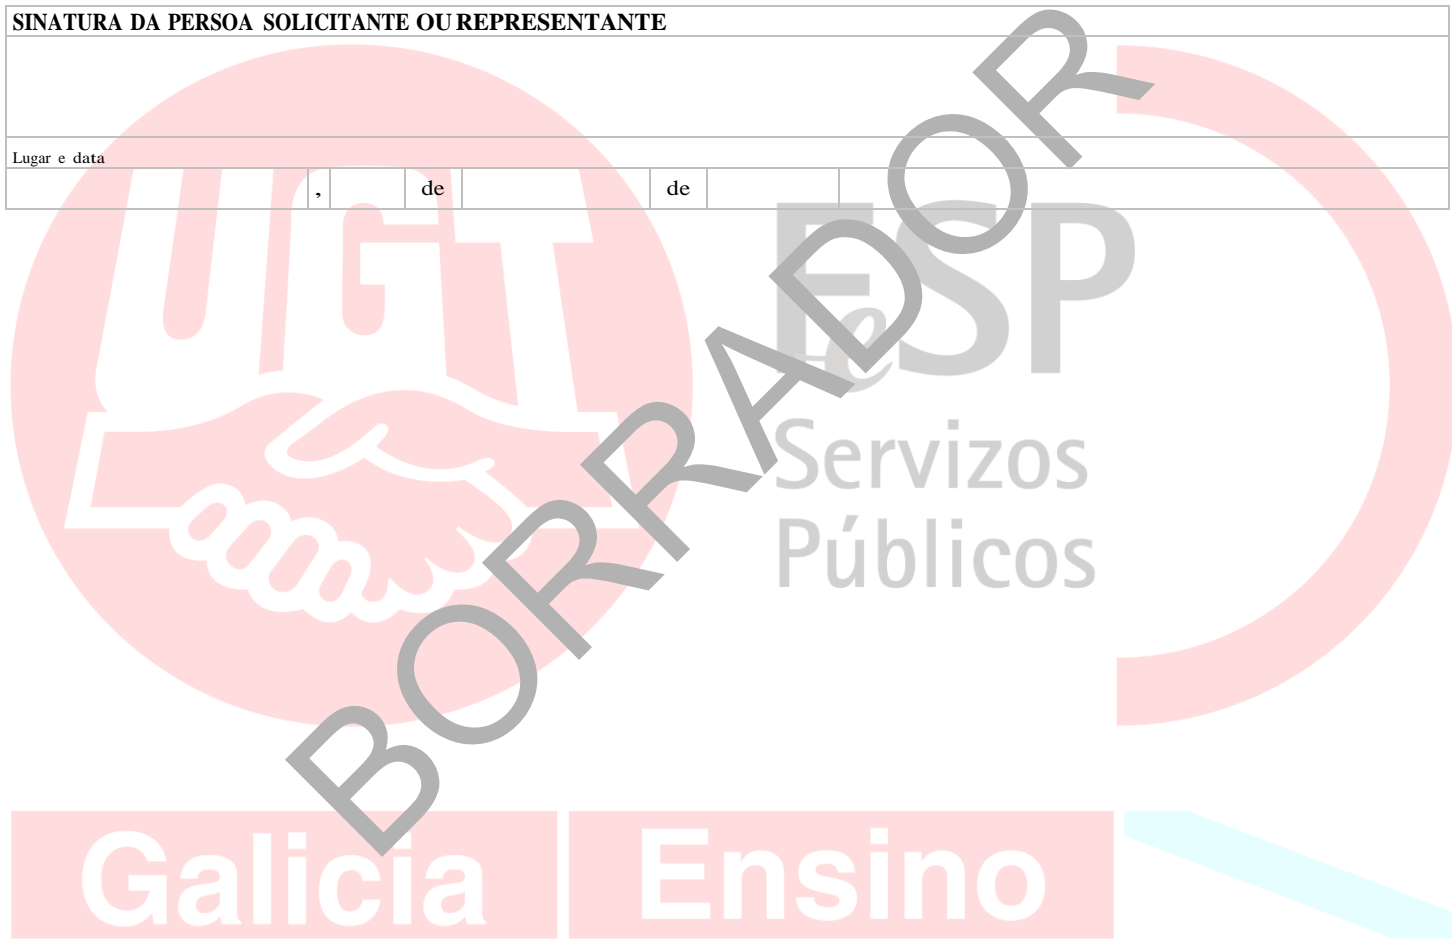 SINATURA DA PERSOA SOLICITANTE OU REPRESENTANTE
Lugar e data
, de de
UGT
FeSP
Servizos
Públicos
BORRADOR
Galicia Ensino